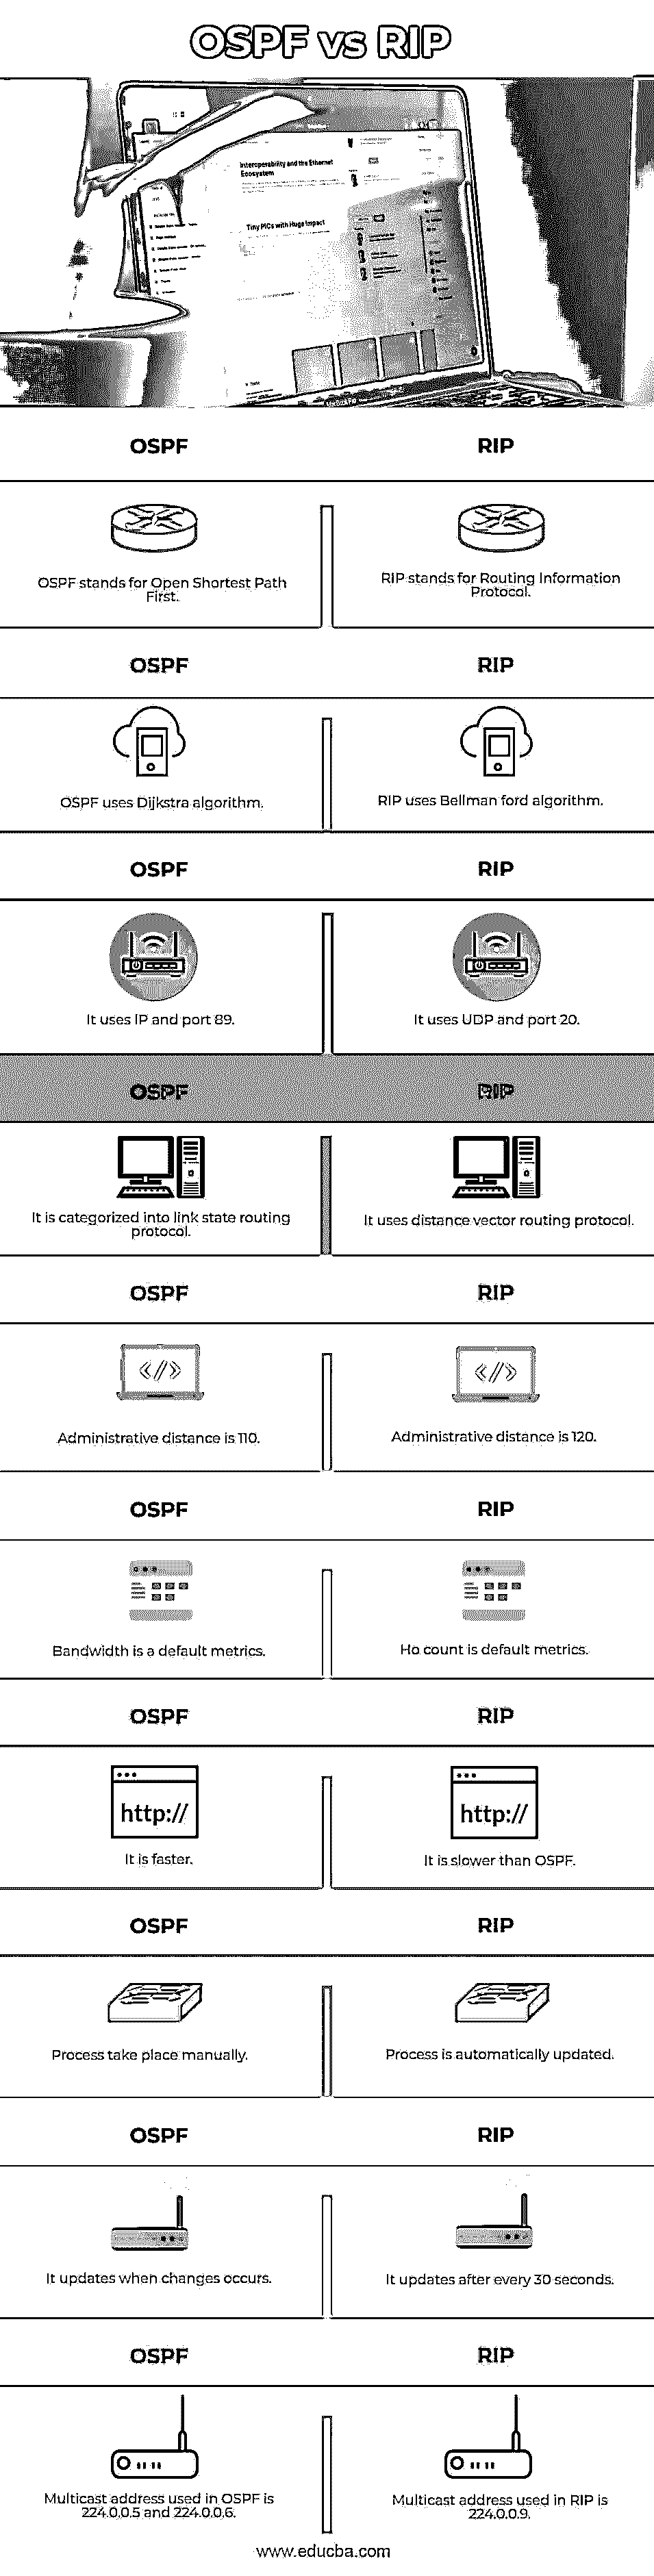 OSPF vs RIP
Interoperability and the Ethernet
Ecosystem
Tiny PICs with Huge Impact
OSPF RIP
OSPF stands for Open Shortest Path
First.
RIP stands for Routing Information
Protocol.
OSPF RIP
OSPF uses Dijkstra algorithm.
RIP uses Bellman ford algorithm.
OSPF RIP
It uses IP and port 89.
It uses UDP and port 20.
OSPF RIP
It is categorized into link state routing
protocol.
It uses distance vector routing protocol.
OSPF RIP
Administrative distance is 110.
Administrative distance is 120.
OSPF RIP
Bandwidth is a default metrics.
Ho count is default metrics.
OSPF RIP
http://
It is faster.
http://
It is slower than OSPF.
OSPF RIP
Process take place manually.
Process is automatically updated.
OSPF RIP
It updates when changes occurs.
It updates after every 30 seconds.
OSPF RIP
Multicast address used in OSPF is
224.0.0.5 and 224.0.0.6.
Multicast address used in RIP is
224.0.0.9.
www.educba.com